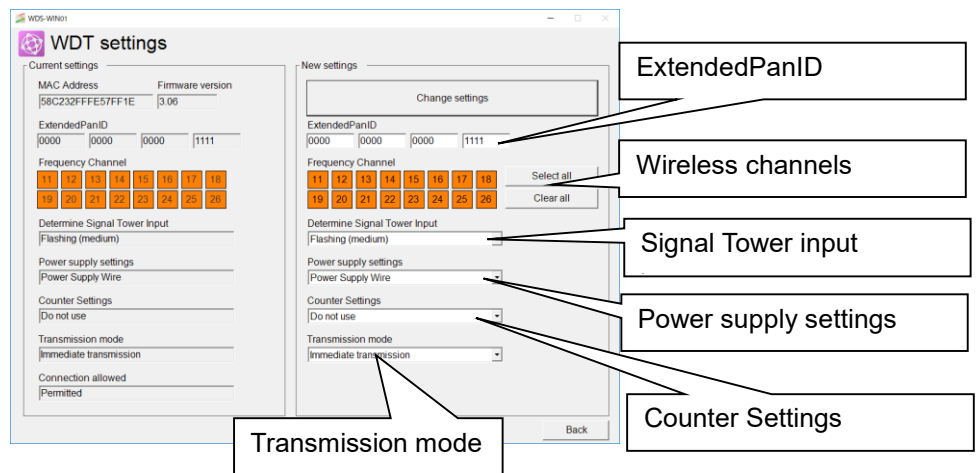 WDS-WIN01
WDT settings
Current settings
MAC Address Firmware version
58C232FFFE57FF1E 3.06
ExtendedPanID
0000 0000 0000 1111
Frequency Channel
11 12 13 14 15 16 17 18
19 20 21 22 23 24 25 26
Determine Signal Tower Input
Flashing (medium)
Power supply settings
Power Supply Wire
Counter Settings
Do not use
Transmission mode
Immediate transmission
Connection allowed
Permitted
New settings
Change settings
ExtendedPanID
0000 0000 0000 1111
Frequency Channel
11 12 13 14 15 16 17 18 Select all
19 20 21 22 23 24 25 26 Clear all
Determine Signal Tower Input
Flashing (medium)
Power supply settings
Power Supply Wire
Counter Settings
Do not use
Transmission mode
Immediate transmission
Back
ExtendedPanID
Wireless channels
Signal Tower input
Power supply settings
Counter Settings
Transmission mode